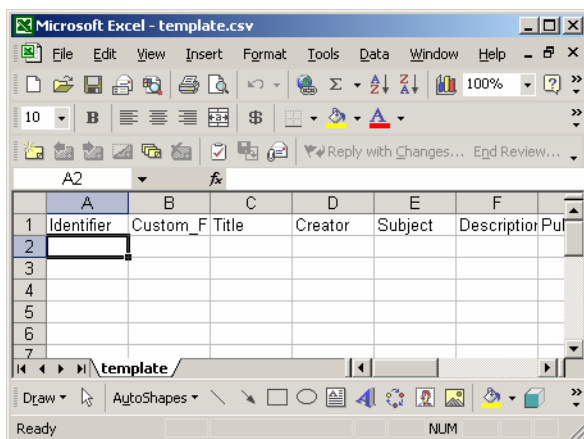 Microsoft Excel - template.csv
File Edit View Insert Format Tools Data Window Help
Σ A Z Z A 100% ?
10 B $ A
Reply with Changes... End Review...
A2 fx
A B C D E F
1 Identifier Custom_F Title Creator Subject Description Pul
2
3
4
5
6
7
template
Draw AutoShapes A
Ready NUM